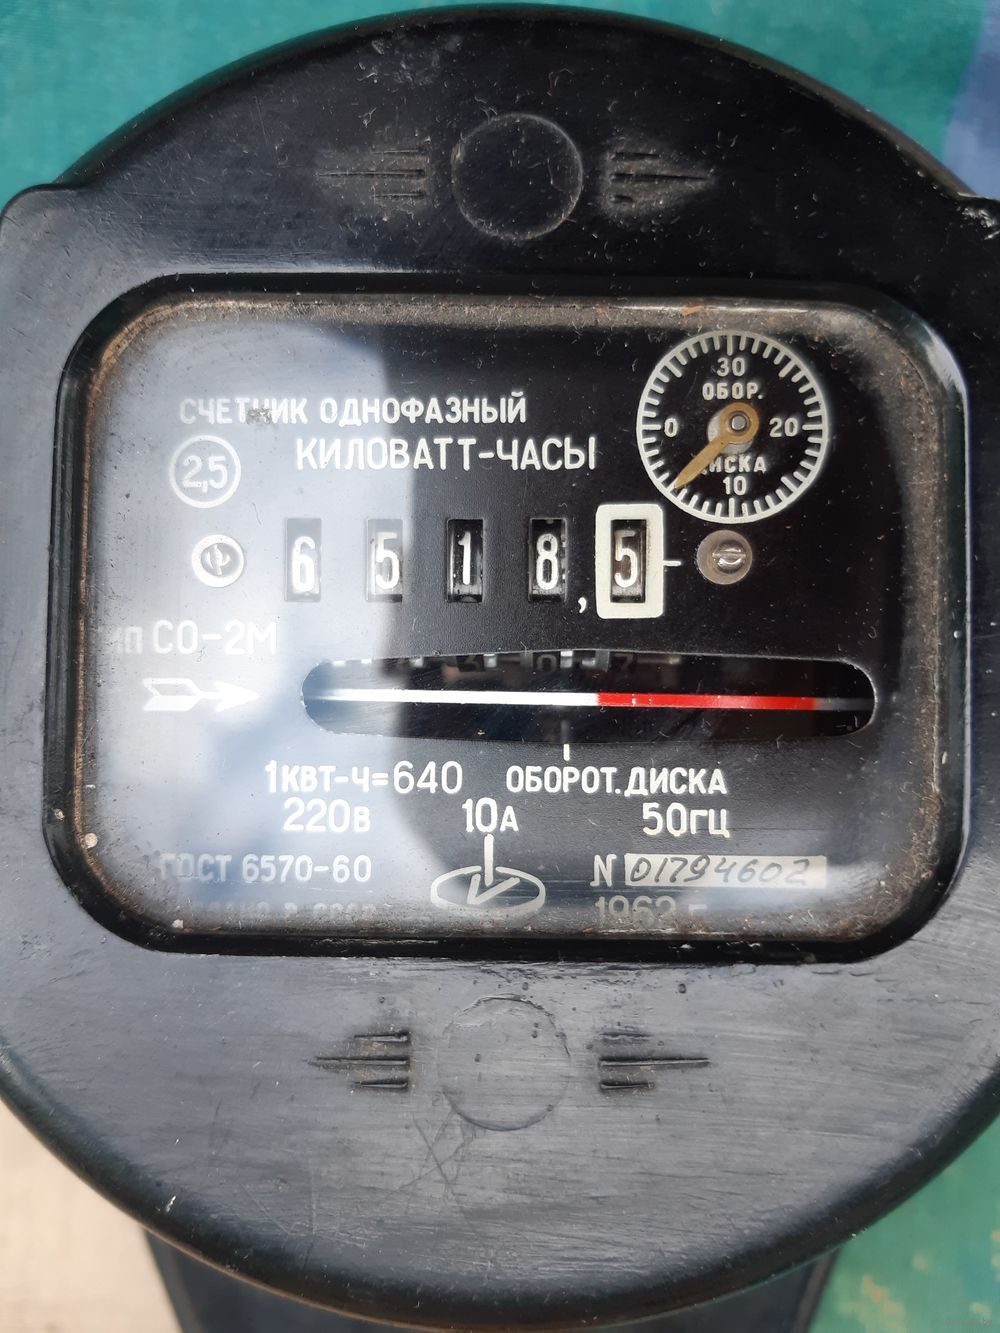 30
ОБОР.
0 20
ДИСКА
10
СЧЕТЧИК ОДНОФАЗНЫЙ
2,5
КИЛОВАТТ-ЧАСЫ
6 5 1 8 , 5
СО-2М
1КВТ-Ч=640 ОБОРОТ.ДИСКА
220В 10А 50ГЦ
ГОСТ 6570-60
N 01794602
1962 г